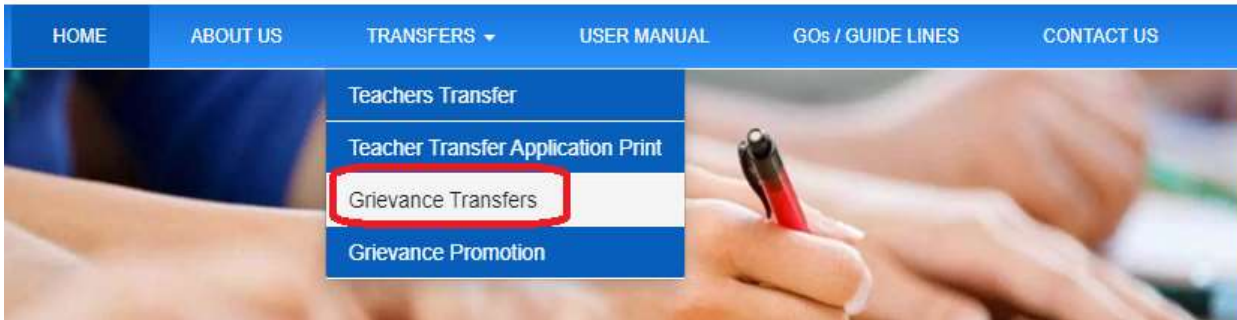 HOME ABOUT US TRANSFERS USER MANUAL GOs / GUIDE LINES CONTACT US
Teachers Transfer
Teacher Transfer Application Print
Grievance Transfers
Grievance Promotion